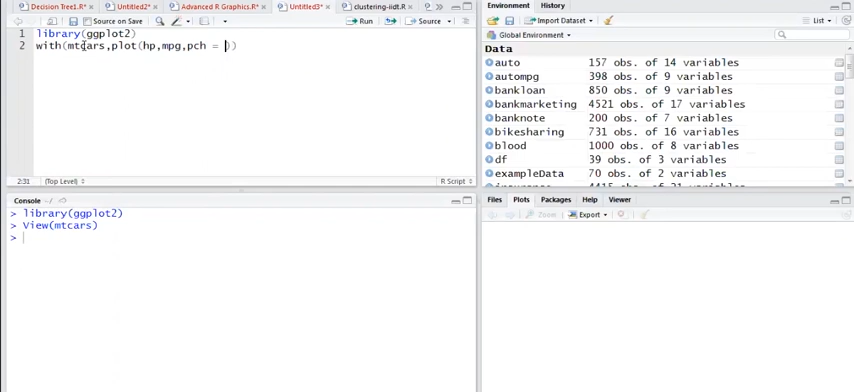 Decision Tree1.R* Untitled2* Advanced R Graphics.R* Untitled3* clustering-iidt.R
Source on Save Run Source
1 library(ggplot2)
2 with(mtcars,plot(hp,mpg,pch = ))
2:31 (Top Level) R Script
Console ~/
> library(ggplot2)
> View(mtcars)
>
Environment History
Import Dataset
Global Environment
Data
auto 157 obs. of 14 variables
autompg 398 obs. of 9 variables
bankloan 850 obs. of 9 variables
bankmarketing 4521 obs. of 17 variables
banknote 200 obs. of 7 variables
bikesharing 731 obs. of 16 variables
blood 1000 obs. of 8 variables
df 39 obs. of 3 variables
exampleData 70 obs. of 2 variables
Files Plots Packages Help Viewer
Zoom Export